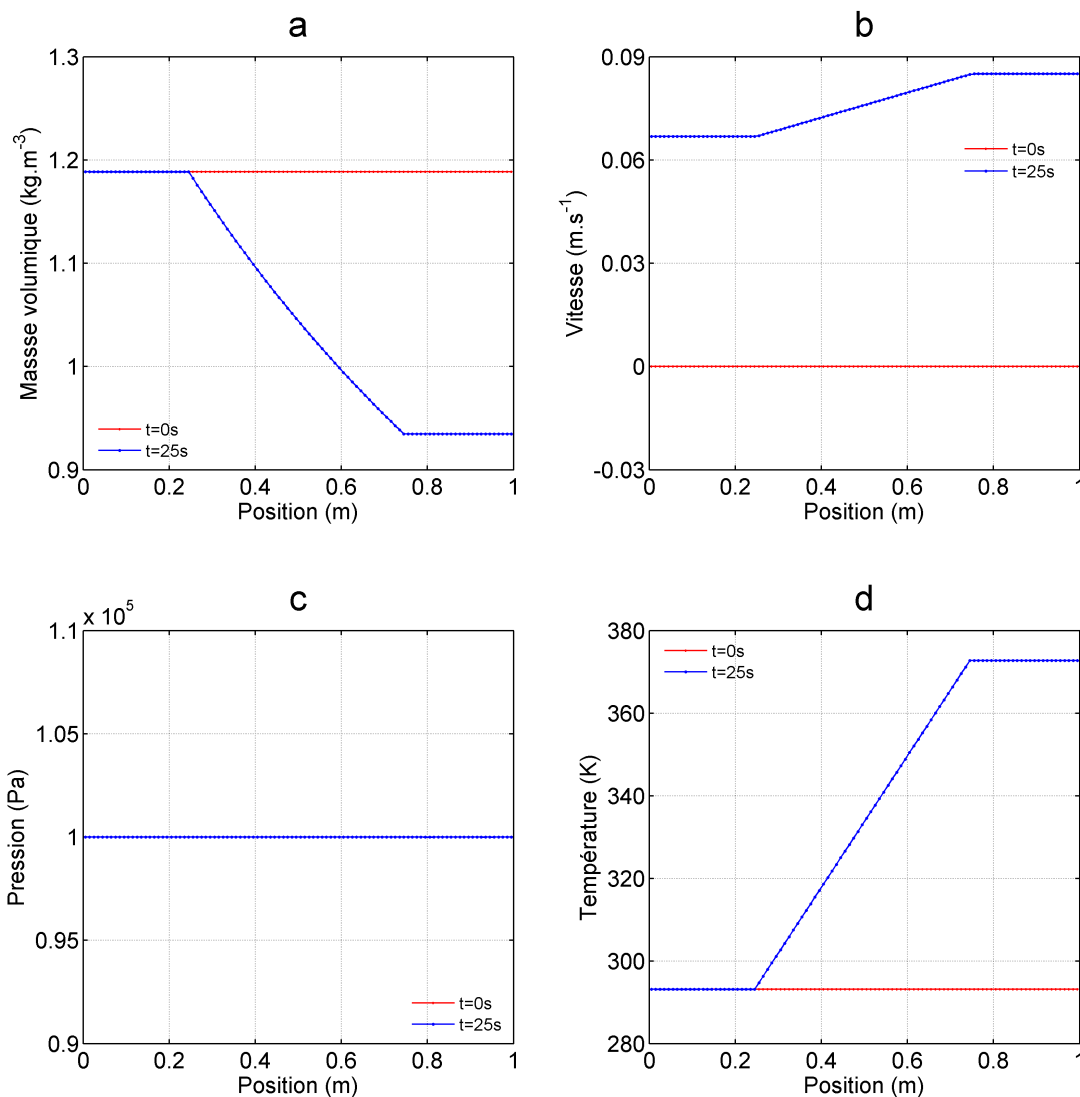 a
1.3
1.2
1.1
1
0.9
0
0.2
0.4
0.6
0.8
1
Position (m)
Massse volumique (kg.m⁻³)
t=0s
t=25s
b
0.09
0.06
0.03
0
-0.03
0
0.2
0.4
0.6
0.8
1
Position (m)
Vitesse (m.s⁻¹)
t=0s
t=25s
c
x 10⁵
1.1
1.05
1
0.95
0.9
0
0.2
0.4
0.6
0.8
1
Position (m)
Pression (Pa)
t=0s
t=25s
d
380
360
340
320
300
280
0
0.2
0.4
0.6
0.8
1
Position (m)
Température (K)
t=0s
t=25s